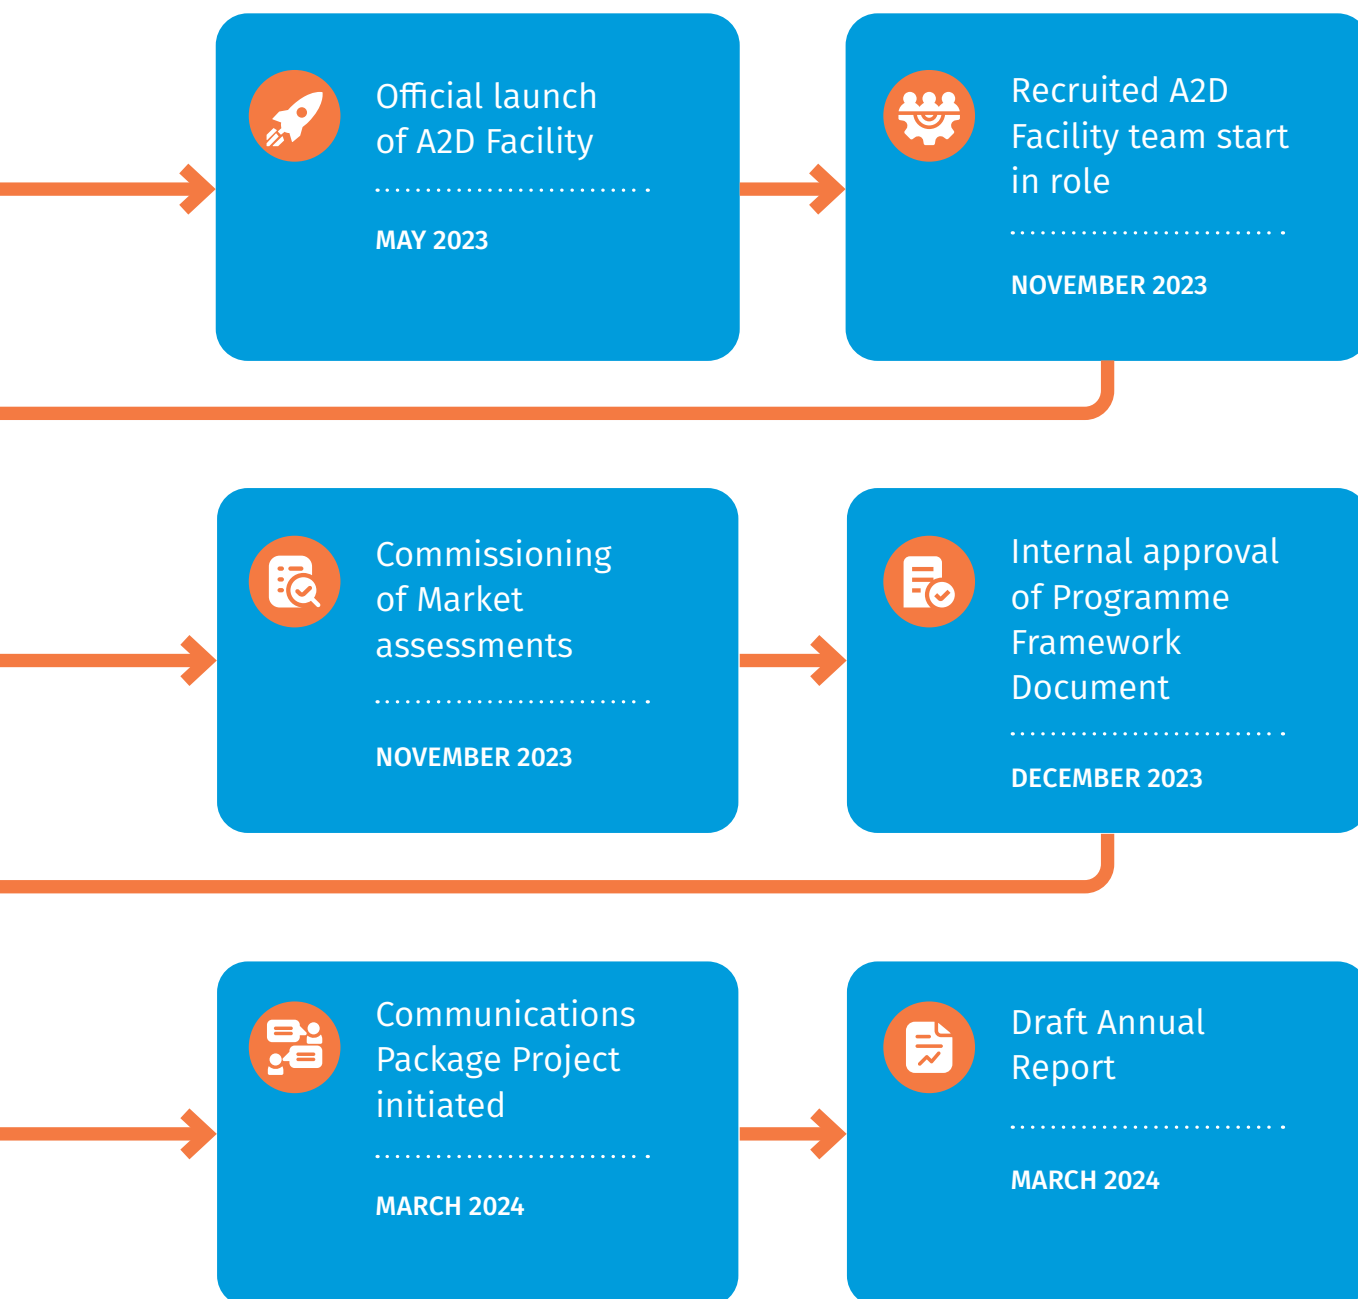 Official launch
of A2D Facility
MAY 2023
Recruited A2D
Facility team start
in role
NOVEMBER 2023
Commissioning
of Market
assessments
NOVEMBER 2023
Internal approval
of Programme
Framework
Document
DECEMBER 2023
Communications
Package Project
initiated
MARCH 2024
Draft Annual
Report
MARCH 2024